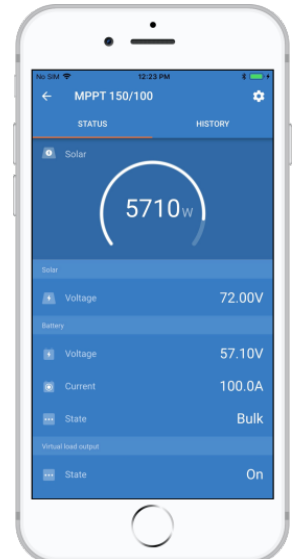 No SIM 12:23 PM
MPPT 150/100
STATUS HISTORY
Solar
5710W
Solar
Voltage 72.00V
Battery
Voltage 57.10V
Current 100.0A
State Bulk
Virtual load output
State On